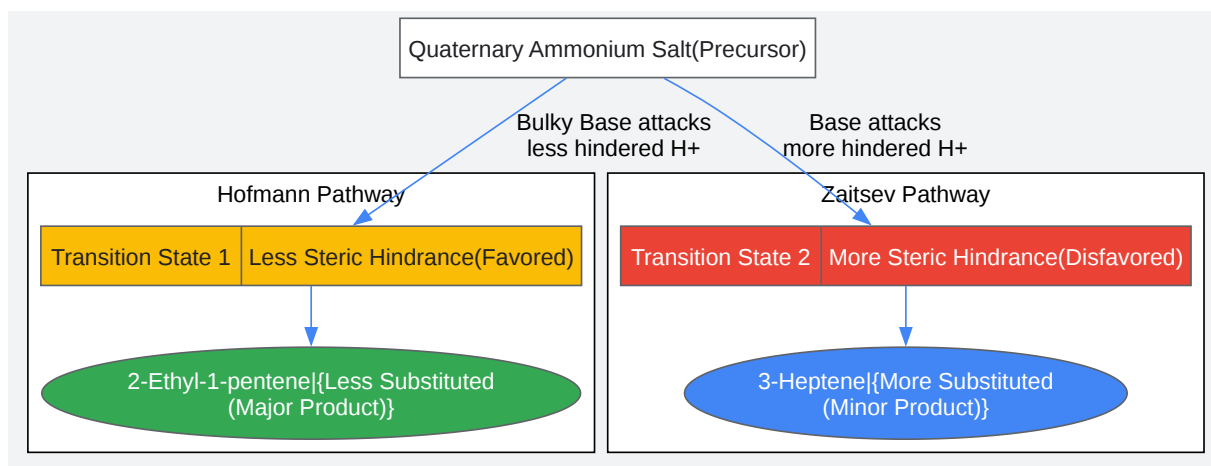 Quaternary Ammonium Salt(Precursor)
Bulky Base attacks
less hindered H+
Base attacks
more hindered H+
Hofmann Pathway
Transition State 1
Less Steric Hindrance(Favored)
2-Ethyl-1-pentene|{Less Substituted
(Major Product)}
Zaitsev Pathway
Transition State 2
More Steric Hindrance(Disfavored)
3-Heptene|{More Substituted
(Minor Product)}